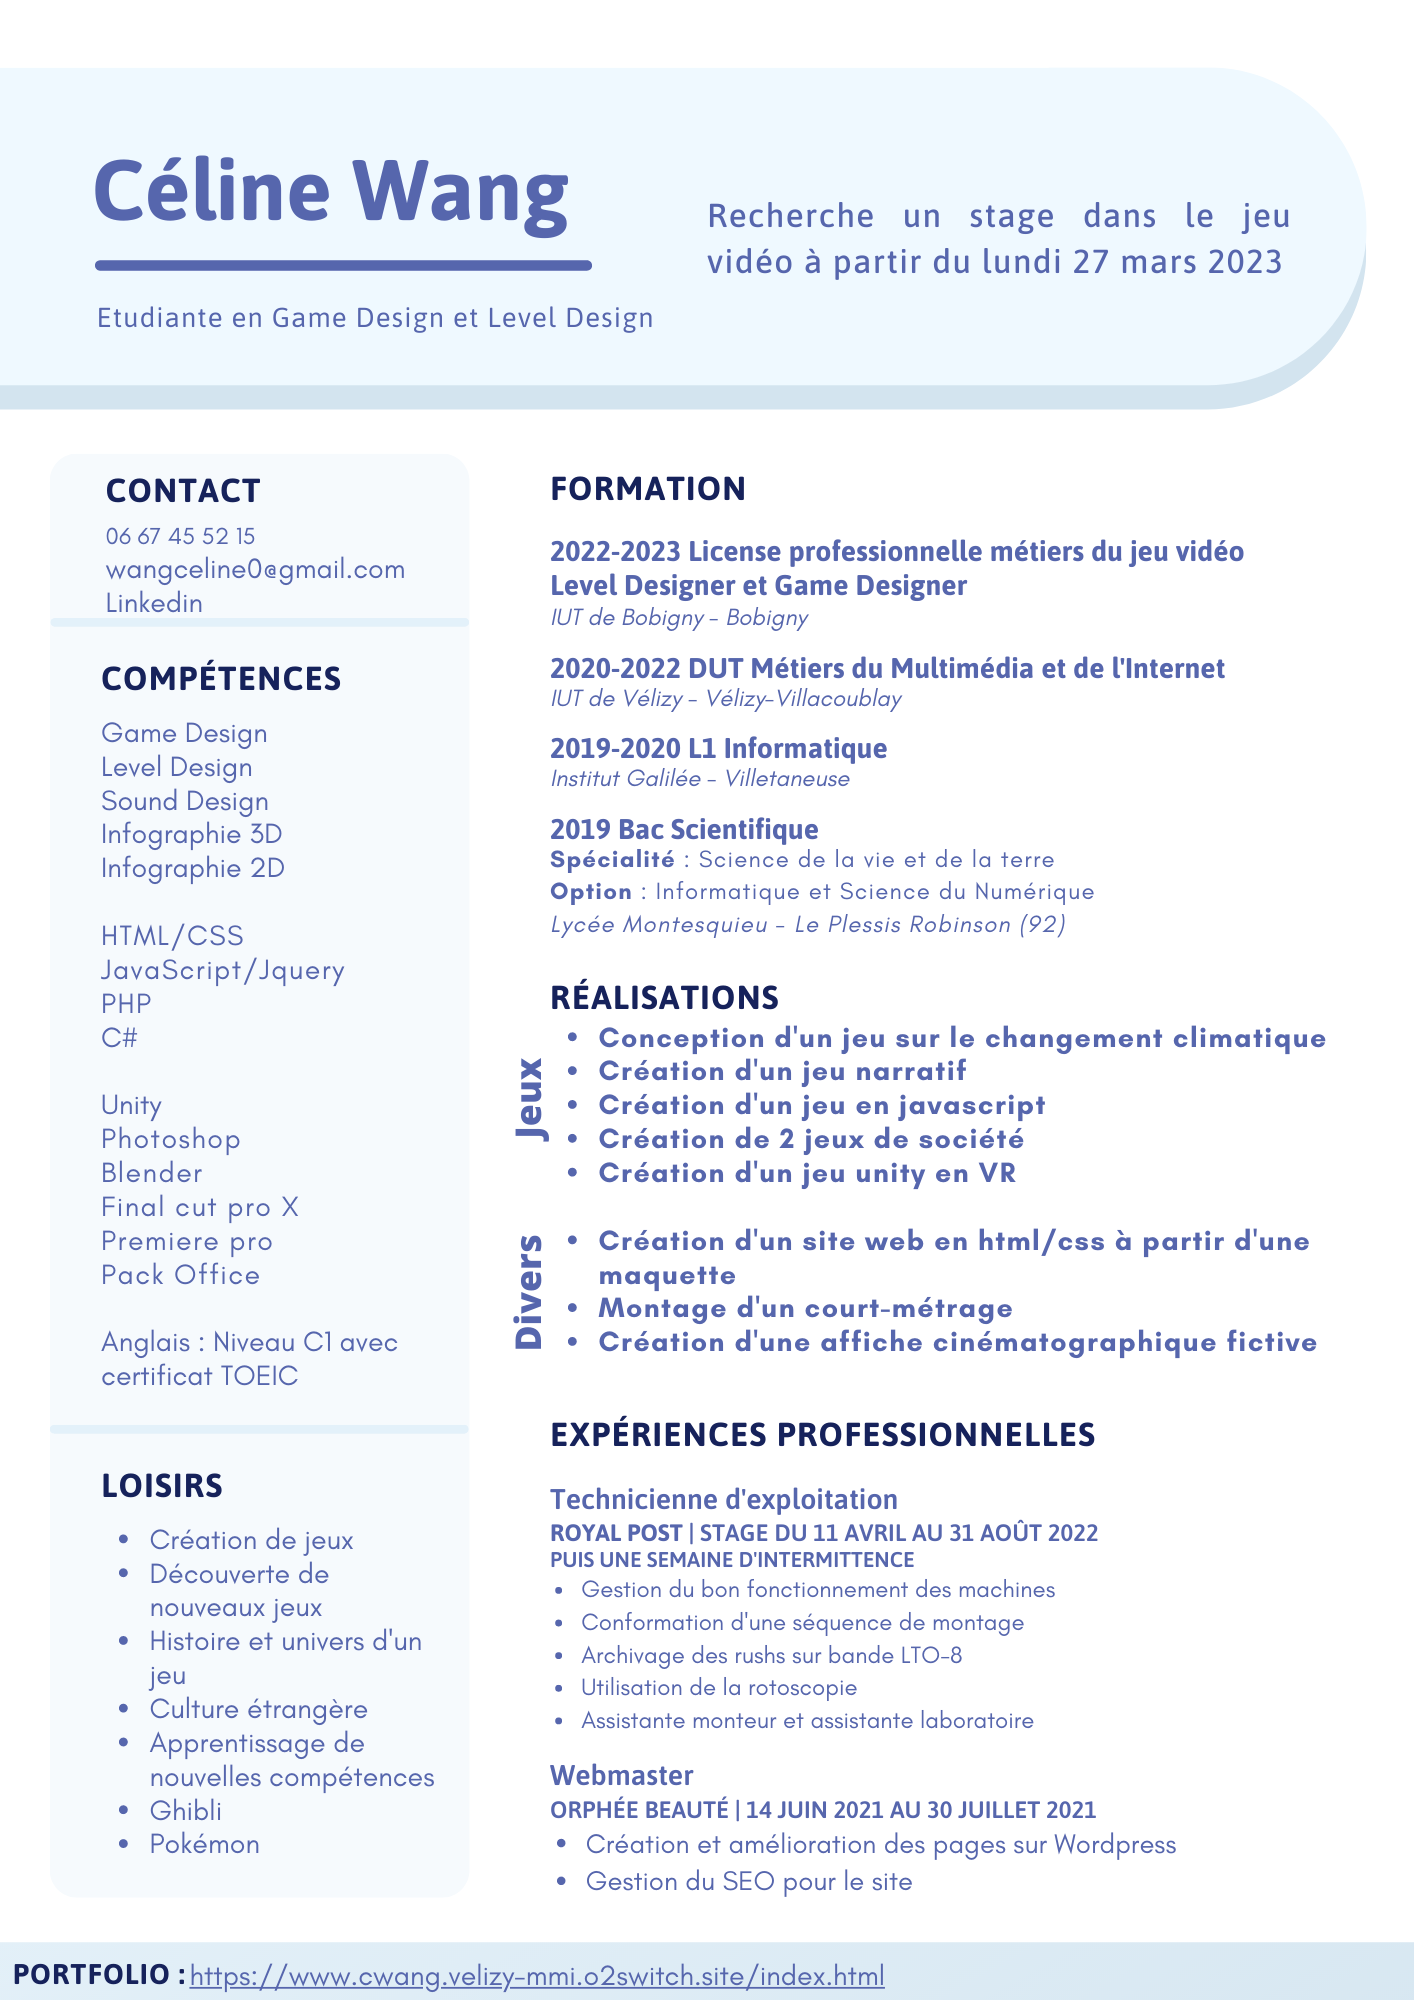 Céline Wang
Etudiante en Game Design et Level Design
Recherche un stage dans le jeu
vidéo à partir du lundi 27 mars 2023
CONTACT
06 67 45 52 15
wangceline0@gmail.com
Linkedin
COMPÉTENCES
Game Design
Level Design
Sound Design
Infographie 3D
Infographie 2D
HTML/CSS
JavaScript/Jquery
PHP
C#
Unity
Photoshop
Blender
Final cut pro X
Premiere pro
Pack Office
Anglais : Niveau C1 avec
certificat TOEIC
LOISIRS
• Création de jeux
• Découverte de
nouveaux jeux
• Histoire et univers d'un
jeu
• Culture étrangère
• Apprentissage de
nouvelles compétences
• Ghibli
• Pokémon
FORMATION
2022-2023 License professionnelle métiers du jeu vidéo
Level Designer et Game Designer
IUT de Bobigny - Bobigny
2020-2022 DUT Métiers du Multimédia et de l'Internet
IUT de Vélizy - Vélizy-Villacoublay
2019-2020 L1 Informatique
Institut Galilée - Villetaneuse
2019 Bac Scientifique
Spécialité : Science de la vie et de la terre
Option : Informatique et Science du Numérique
Lycée Montesquieu - Le Plessis Robinson (92)
RÉALISATIONS
Jeux
• Conception d'un jeu sur le changement climatique
• Création d'un jeu narratif
• Création d'un jeu en javascript
• Création de 2 jeux de société
• Création d'un jeu unity en VR
Divers
• Création d'un site web en html/css à partir d'une
maquette
• Montage d'un court-métrage
• Création d'une affiche cinématographique fictive
EXPÉRIENCES PROFESSIONNELLES
Technicienne d'exploitation
ROYAL POST | STAGE DU 11 AVRIL AU 31 AOÛT 2022
PUIS UNE SEMAINE D'INTERMITTENCE
• Gestion du bon fonctionnement des machines
• Conformation d'une séquence de montage
• Archivage des rushs sur bande LTO-8
• Utilisation de la rotoscopie
• Assistante monteur et assistante laboratoire
Webmaster
ORPHÉE BEAUTÉ | 14 JUIN 2021 AU 30 JUILLET 2021
• Création et amélioration des pages sur Wordpress
• Gestion du SEO pour le site
PORTFOLIO : https://www.cwang.velizy-mmi.o2switch.site/index.html